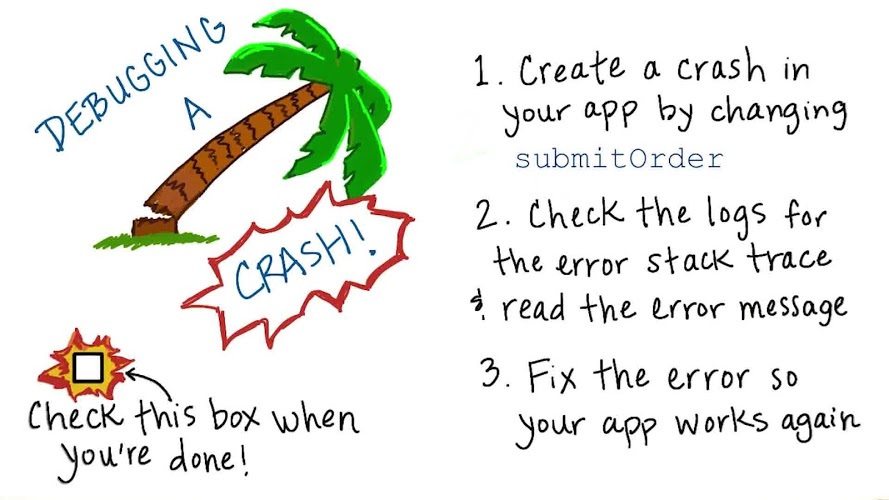 DEBUGGING
A
CRASH!
Check this box when
you're done!
1. Create a crash in
your app by changing
submitOrder
2. Check the logs for
the error stack trace
& read the error message
3. Fix the error so
your app works again